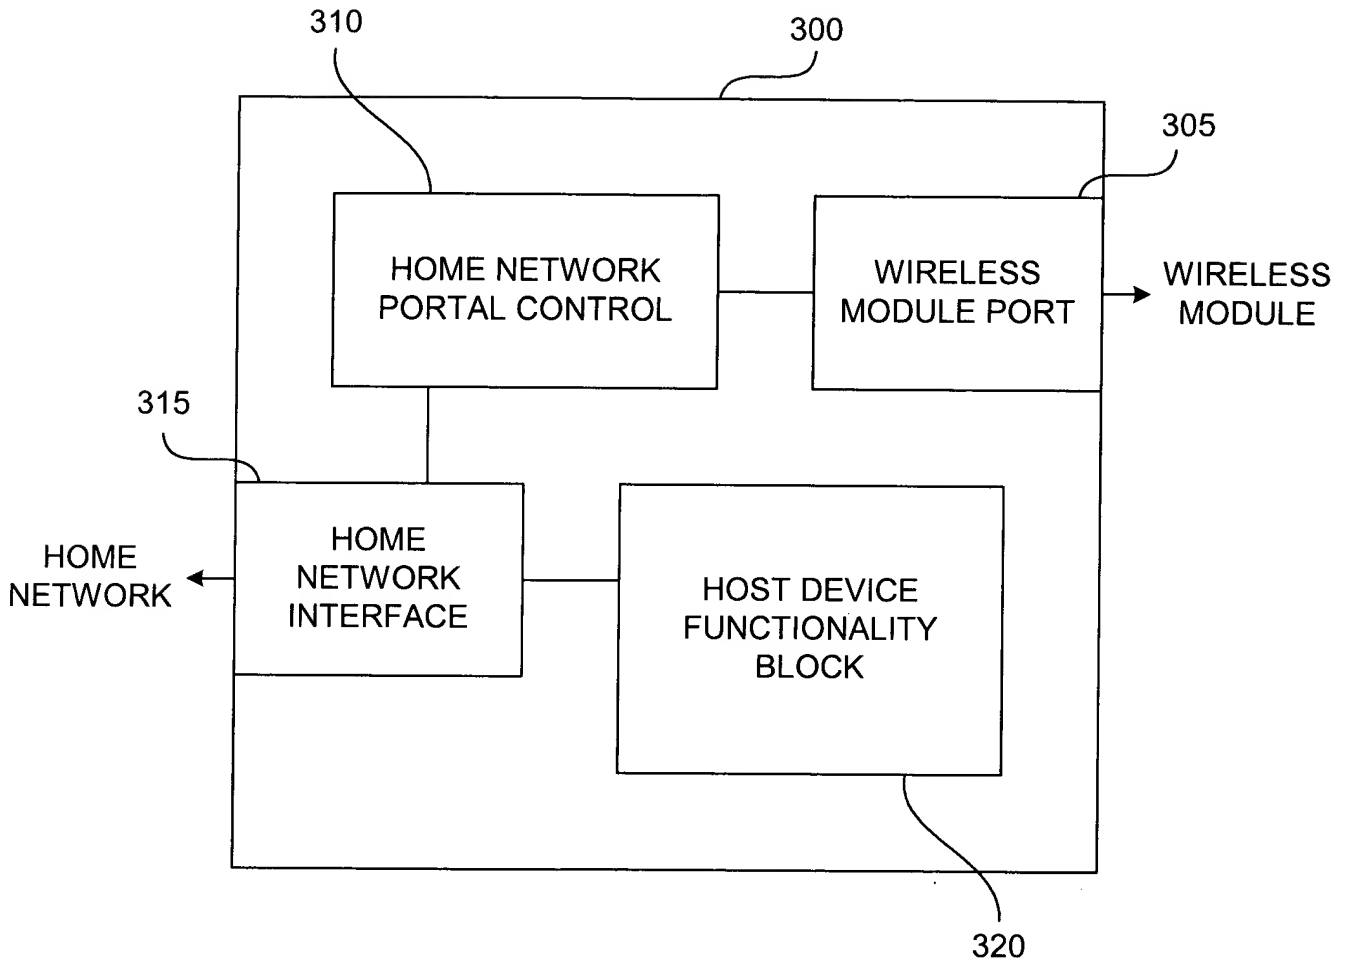 310
300
305
HOME NETWORK
PORTAL CONTROL
WIRELESS
MODULE PORT
WIRELESS
MODULE
315
HOME
NETWORK
HOME
NETWORK
INTERFACE
HOST DEVICE
FUNCTIONALITY
BLOCK
320